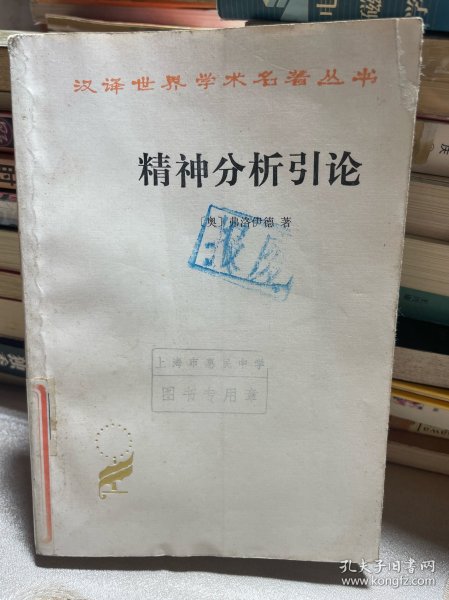 汉译世界学术名著丛书
精神分析引论
〔奥〕弗洛伊德 著
报废
上海市惠民中学
图书专用章
孔夫子旧书网
www.kongfz.com